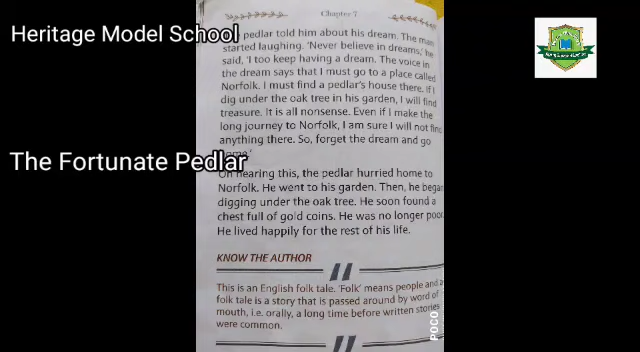 Heritage Model School
Chapter 7
pedlar told him about his dream. The man
started laughing. 'Never believe in dreams,' he
said, 'I too keep having a dream. The voice in
the dream says that I must go to a place called
Norfolk. I must find a pedlar's house there. If I
dig under the oak tree in his garden, I will find
treasure. It is all nonsense. Even if I make the
long journey to Norfolk, I am sure I will not find
anything there. So, forget the dream and go
The Fortunate Pedlar
On hearing this, the pedlar hurried home to
Norfolk. He went to his garden. Then, he began
digging under the oak tree. He soon found a
chest full of gold coins. He was no longer poor.
He lived happily for the rest of his life.
KNOW THE AUTHOR
This is an English folk tale. 'Folk' means people and a
folk tale is a story that is passed around by word of
mouth, i.e. orally, a long time before written stories
were common.
POCO